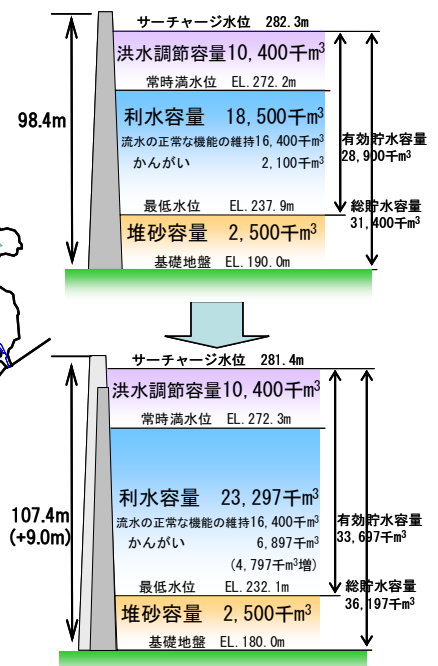 サーチャージ水位 282.3m
洪水調節容量10,400千m³
常時満水位 EL.272.2m
98.4m
利水容量 18,500千m³
流水の正常な機能の維持16,400千m³
かんがい 2,100千m³
有効貯水容量
28,900千m³
最低水位 EL.237.9m
総貯水容量
31,400千m³
堆砂容量 2,500千m³
基礎地盤 EL.190.0m
サーチャージ水位 281.4m
洪水調節容量10,400千m³
常時満水位 EL.272.3m
107.4m
(+9.0m)
利水容量 23,297千m³
流水の正常な機能の維持16,400千m³
かんがい 6,897千m³
(4,797千m³増)
有効貯水容量
33,697千m³
最低水位 EL.232.1m
総貯水容量
36,197千m³
堆砂容量 2,500千m³
基礎地盤 EL.180.0m